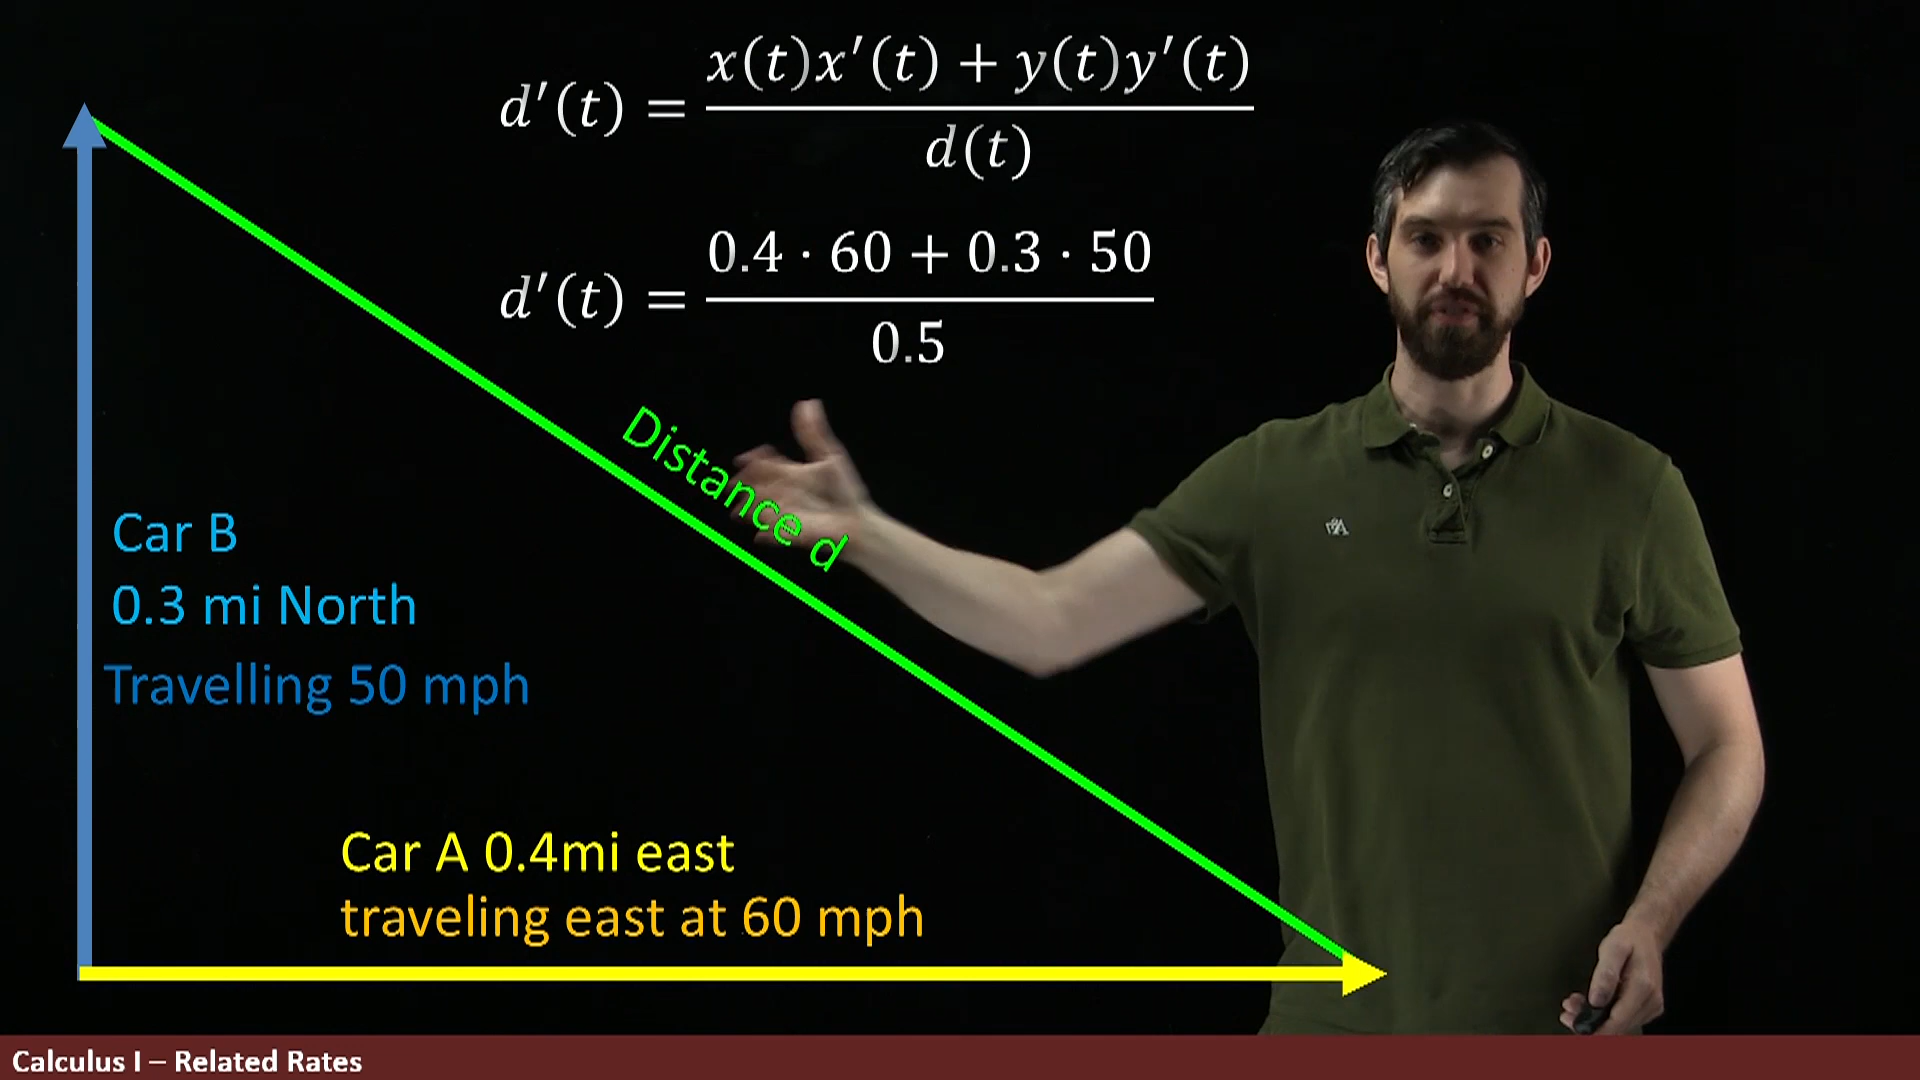 d′(t) = x(t)x′(t) + y(t)y′(t) / d(t)
d′(t) = 0.4 · 60 + 0.3 · 50 / 0.5
Distance d
Car B
0.3 mi North
Travelling 50 mph
Car A 0.4mi east
traveling east at 60 mph
Calculus I – Related Rates